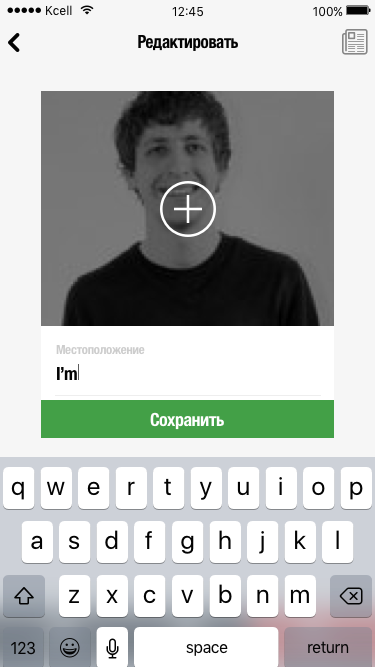 Kcell 12:45 100%
Редактировать
Местоположение
I'm
Сохранить
q w e r t y u i o p
a s d f g h j k l
z x c v b n m
123 space return